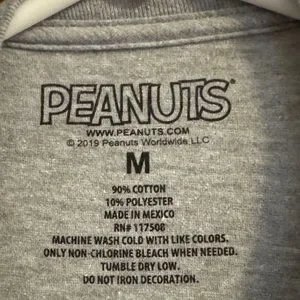 PEANUTS®
WWW.PEANUTS.COM
© 2019 Peanuts Worldwide LLC
M
90% COTTON
10% POLYESTER
MADE IN MEXICO
RN# 117508
MACHINE WASH COLD WITH LIKE COLORS.
ONLY NON-CHLORINE BLEACH WHEN NEEDED.
TUMBLE DRY LOW.
DO NOT IRON DECORATION.